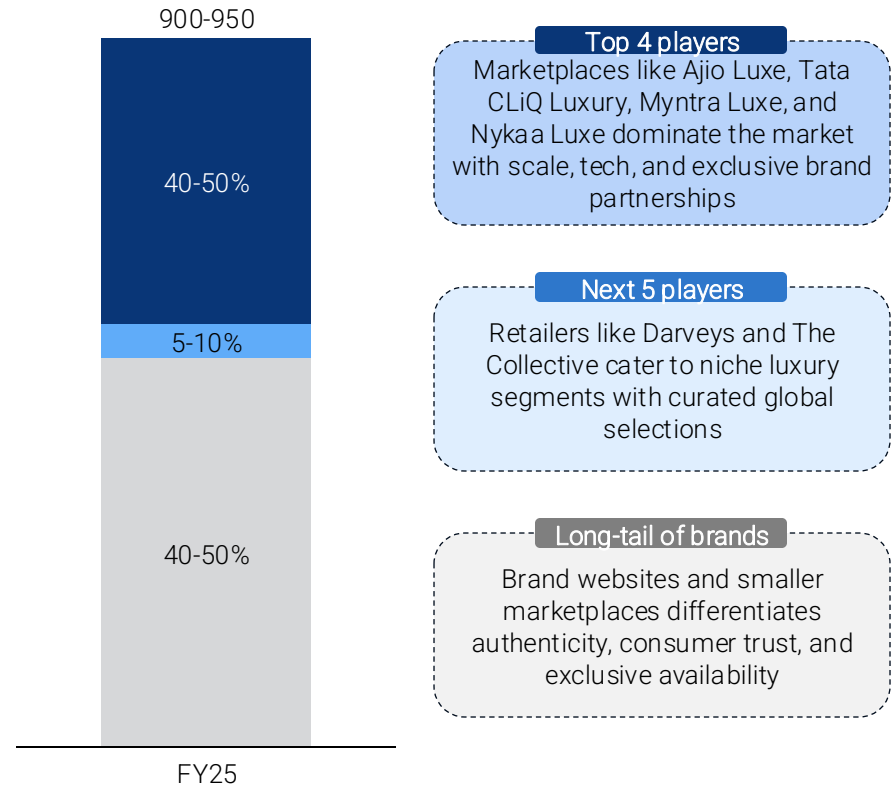 900-950
40-50%
5-10%
40-50%
FY25
Top 4 players
Marketplaces like Ajio Luxe, Tata
CLiQ Luxury, Myntra Luxe, and
Nykaa Luxe dominate the market
with scale, tech, and exclusive brand
partnerships
Next 5 players
Retailers like Darveys and The
Collective cater to niche luxury
segments with curated global
selections
Long-tail of brands
Brand websites and smaller
marketplaces differentiates
authenticity, consumer trust, and
exclusive availability